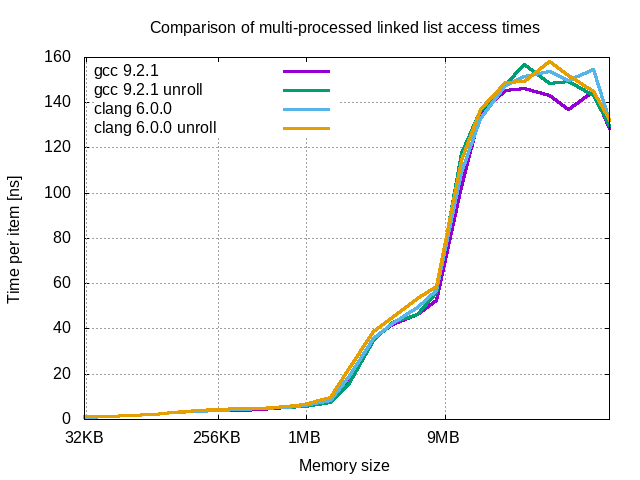 Comparison of multi-processed linked list access times
160
140
120
100
80
60
40
20
0
Time per item [ns]
gcc 9.2.1
gcc 9.2.1 unroll
clang 6.0.0
clang 6.0.0 unroll
32KB 256KB 1MB 9MB
Memory size